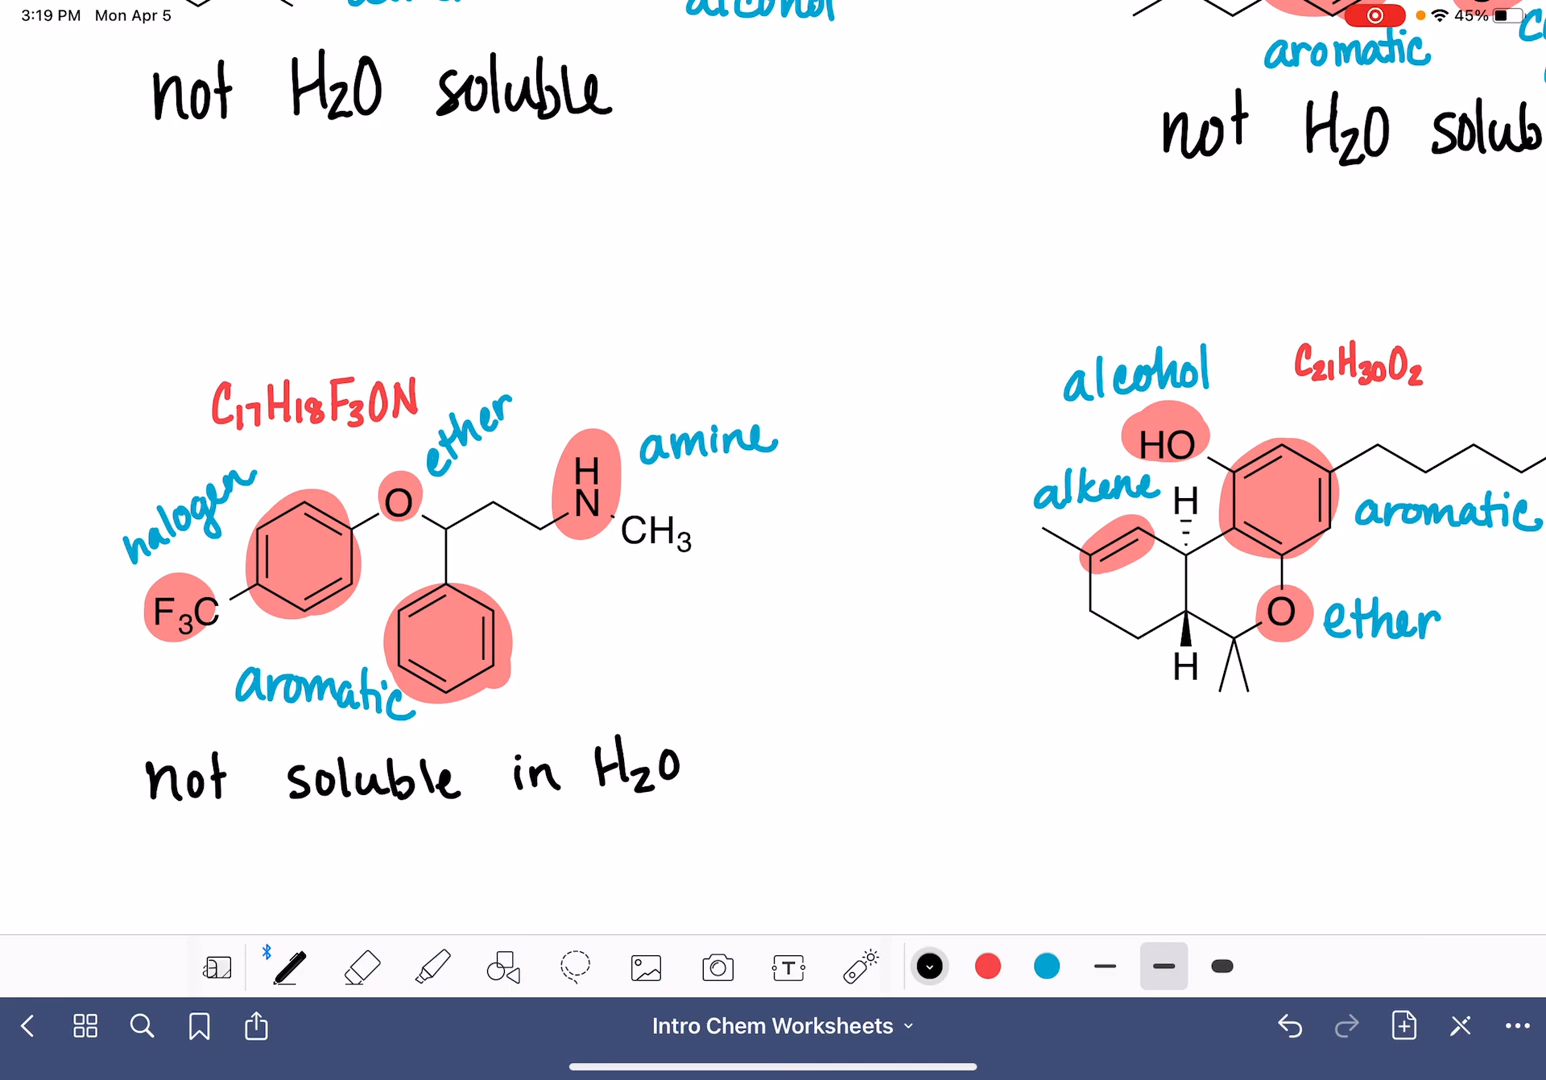 3:19 PM Mon Apr 5
45%
alcohol
aromatic
not H2O soluble
not H2O solub
C17H18F3ON
ether
amine
halogen
O
H
N
CH3
F3C
aromatic
not soluble in H2O
alcohol
C21H30O2
HO
alkene
H
aromatic
O
ether
H
a
T
Intro Chem Worksheets